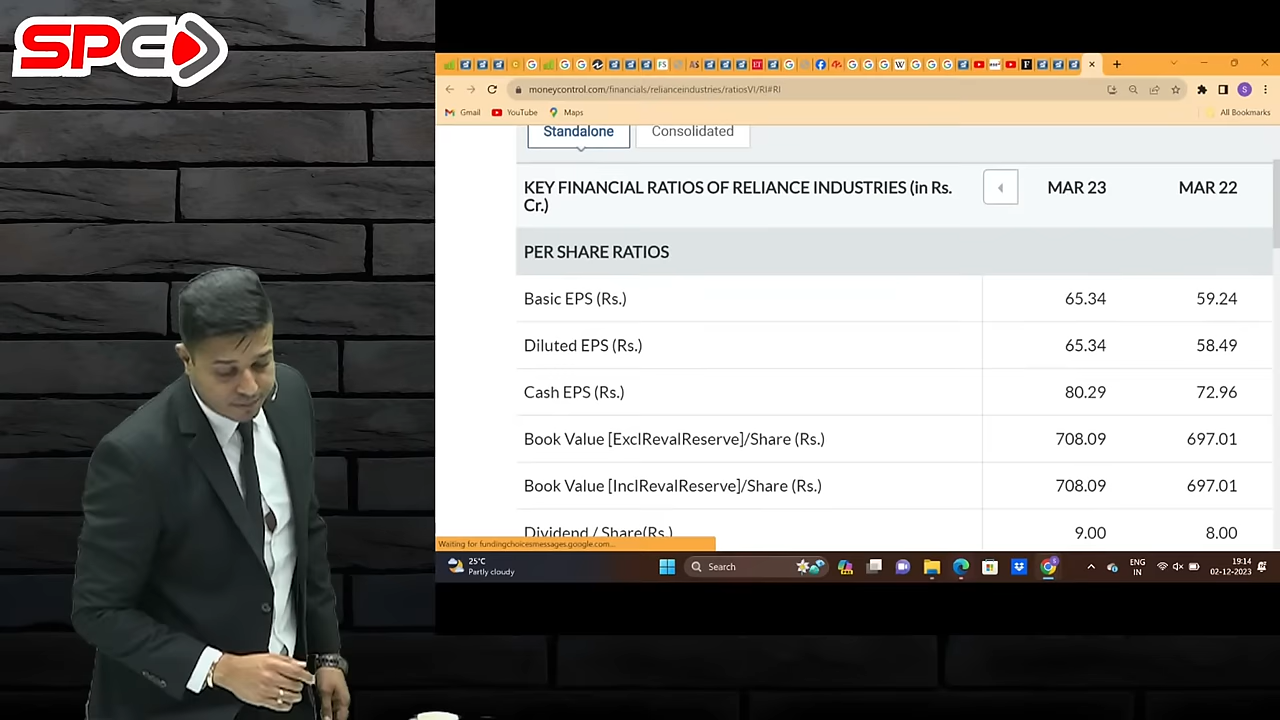 SPED
moneycontrol.com/financials/relianceindustries/ratiosVI/RI#RI
S
Gmail YouTube Maps All Bookmarks
Standalone Consolidated
KEY FINANCIAL RATIOS OF RELIANCE INDUSTRIES (in Rs. Cr.) MAR 23 MAR 22
PER SHARE RATIOS
Basic EPS (Rs.) 65.34 59.24
Diluted EPS (Rs.) 65.34 58.49
Cash EPS (Rs.) 80.29 72.96
Book Value [ExclRevalReserve]/Share (Rs.) 708.09 697.01
Book Value [InclRevalReserve]/Share (Rs.) 708.09 697.01
Dividend / Share(Rs.) 9.00 8.00
Waiting for fundingchoicesmessages.google.com...
25°C
Partly cloudy
Search
ENG
IN
19:14
02-12-2023